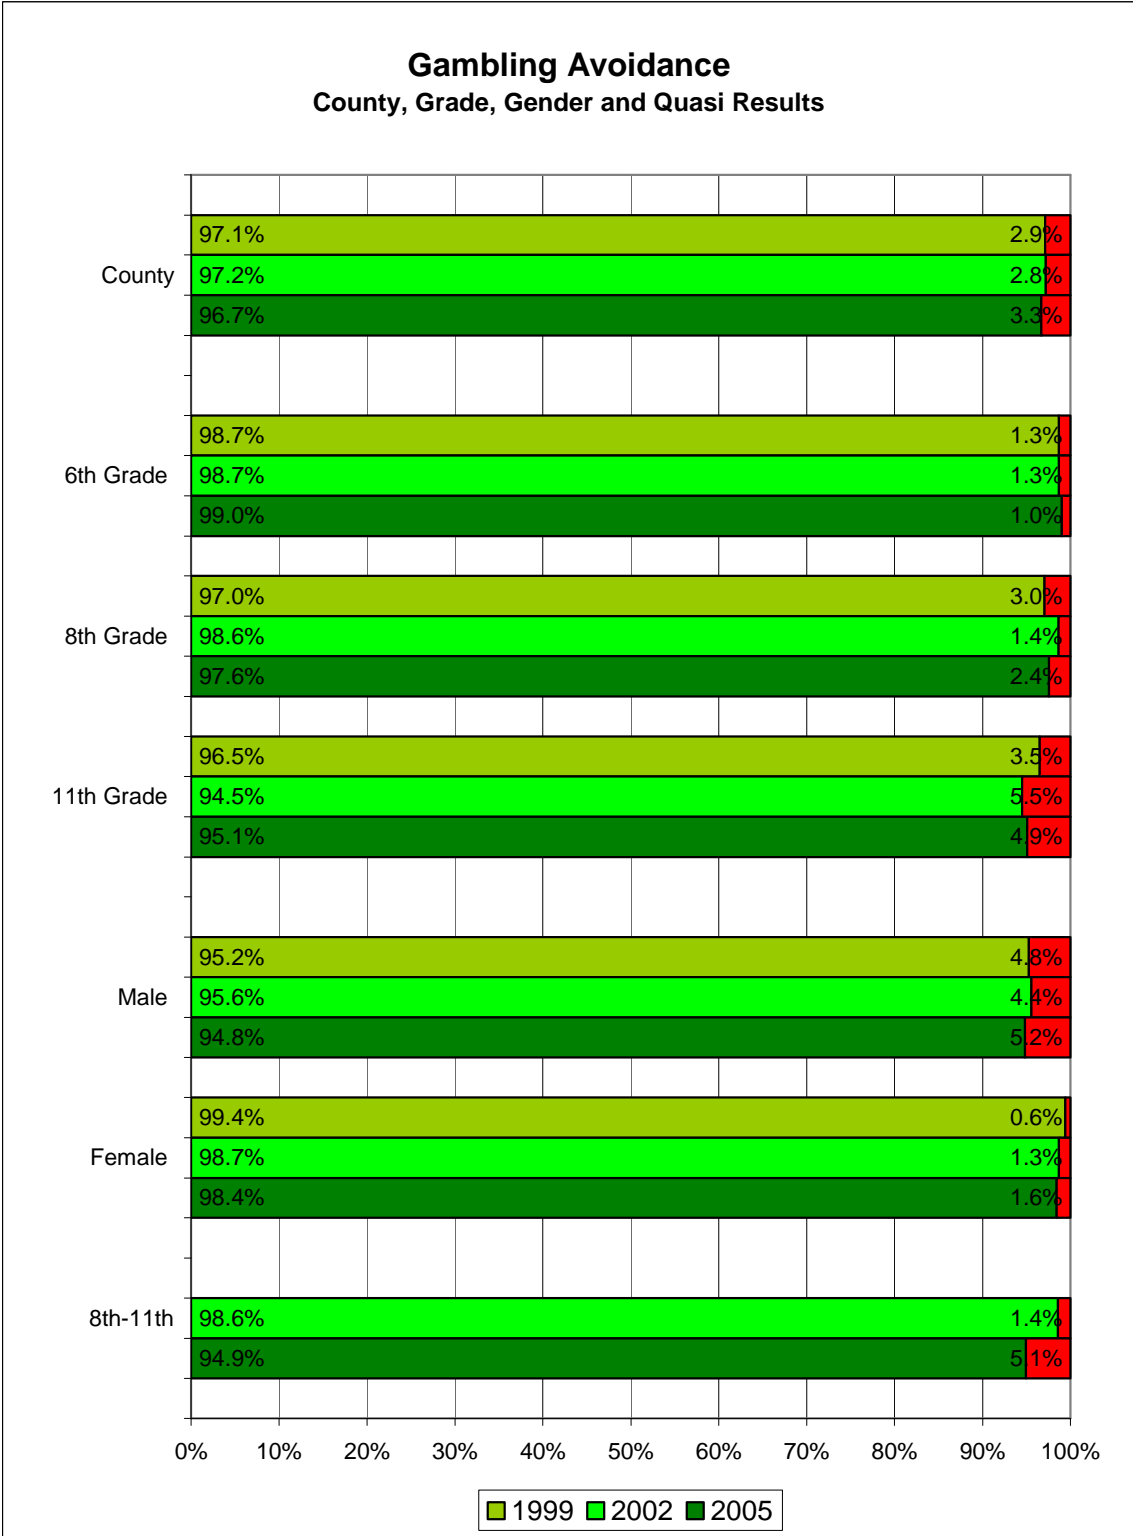 Gambling Avoidance
County, Grade, Gender and Quasi Results
97.1% 2.9%
County 97.2% 2.8%
96.7% 3.3%
98.7% 1.3%
6th Grade 98.7% 1.3%
99.0% 1.0%
97.0% 3.0%
8th Grade 98.6% 1.4%
97.6% 2.4%
96.5% 3.5%
11th Grade 94.5% 5.5%
95.1% 4.9%
95.2% 4.8%
Male 95.6% 4.4%
94.8% 5.2%
99.4% 0.6%
Female 98.7% 1.3%
98.4% 1.6%
8th-11th 98.6% 1.4%
94.9% 5.1%
0% 10% 20% 30% 40% 50% 60% 70% 80% 90% 100%
1999 2002 2005